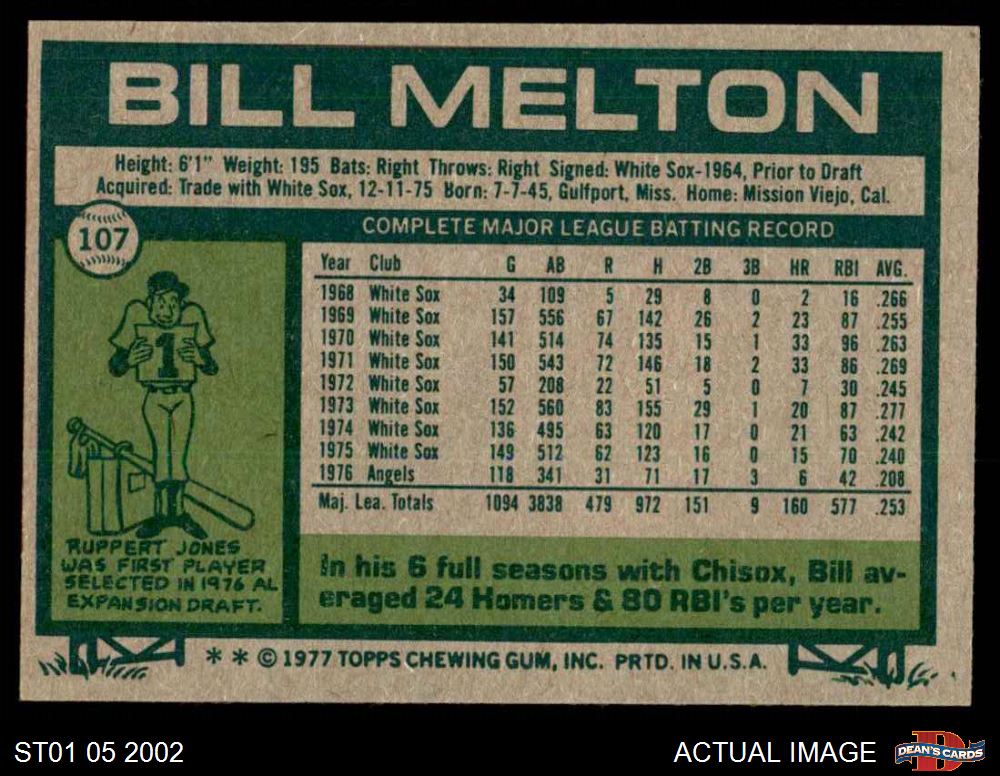 BILL MELTON
Height: 6'1" Weight: 195 Bats: Right Throws: Right Signed: White Sox-1964, Prior to Draft
Acquired: Trade with White Sox, 12-11-75 Born: 7-7-45, Gulfport, Miss. Home: Mission Viejo, Cal.
107
COMPLETE MAJOR LEAGUE BATTING RECORD
Year Club G AB R H 2B 3B HR RBI AVG.
1968 White Sox 34 109 5 29 8 0 2 16 .266
1969 White Sox 157 556 67 142 26 2 23 87 .255
1970 White Sox 141 514 74 135 15 1 33 96 .263
1971 White Sox 150 543 72 146 18 2 33 86 .269
1972 White Sox 57 208 22 51 5 0 7 30 .245
1973 White Sox 152 560 83 155 29 1 20 87 .277
1974 White Sox 136 495 63 120 17 0 21 63 .242
1975 White Sox 149 512 62 123 16 0 15 70 .240
1976 Angels 118 341 31 71 17 3 6 42 .208
Maj. Lea. Totals 1094 3838 479 972 151 9 160 577 .253
1
RUPPERT JONES
WAS FIRST PLAYER
SELECTED IN 1976 AL
EXPANSION DRAFT.
In his 6 full seasons with Chisox, Bill av-
eraged 24 Homers & 80 RBI's per year.
* * © 1977 TOPPS CHEWING GUM, INC. PRTD. IN U.S.A.
ST01 05 2002
ACTUAL IMAGE
DEAN'S CARDS